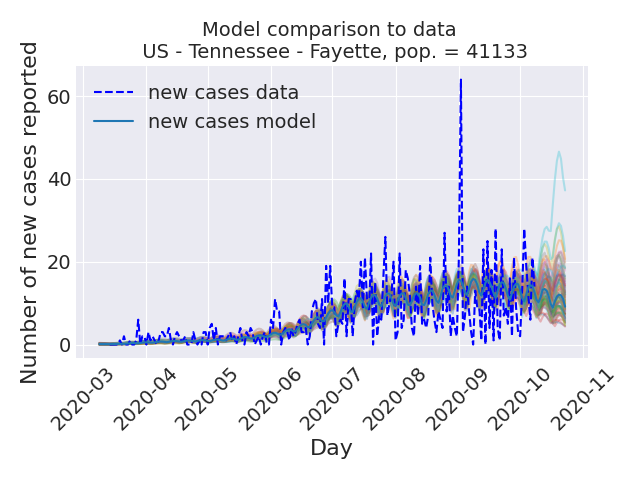 Model comparison to data
US - Tennessee - Fayette, pop. = 41133
Number of new cases reported
60
40
20
0
new cases data
new cases model
2020-03
2020-04
2020-05
2020-06
2020-07
2020-08
2020-09
2020-10
2020-11
Day